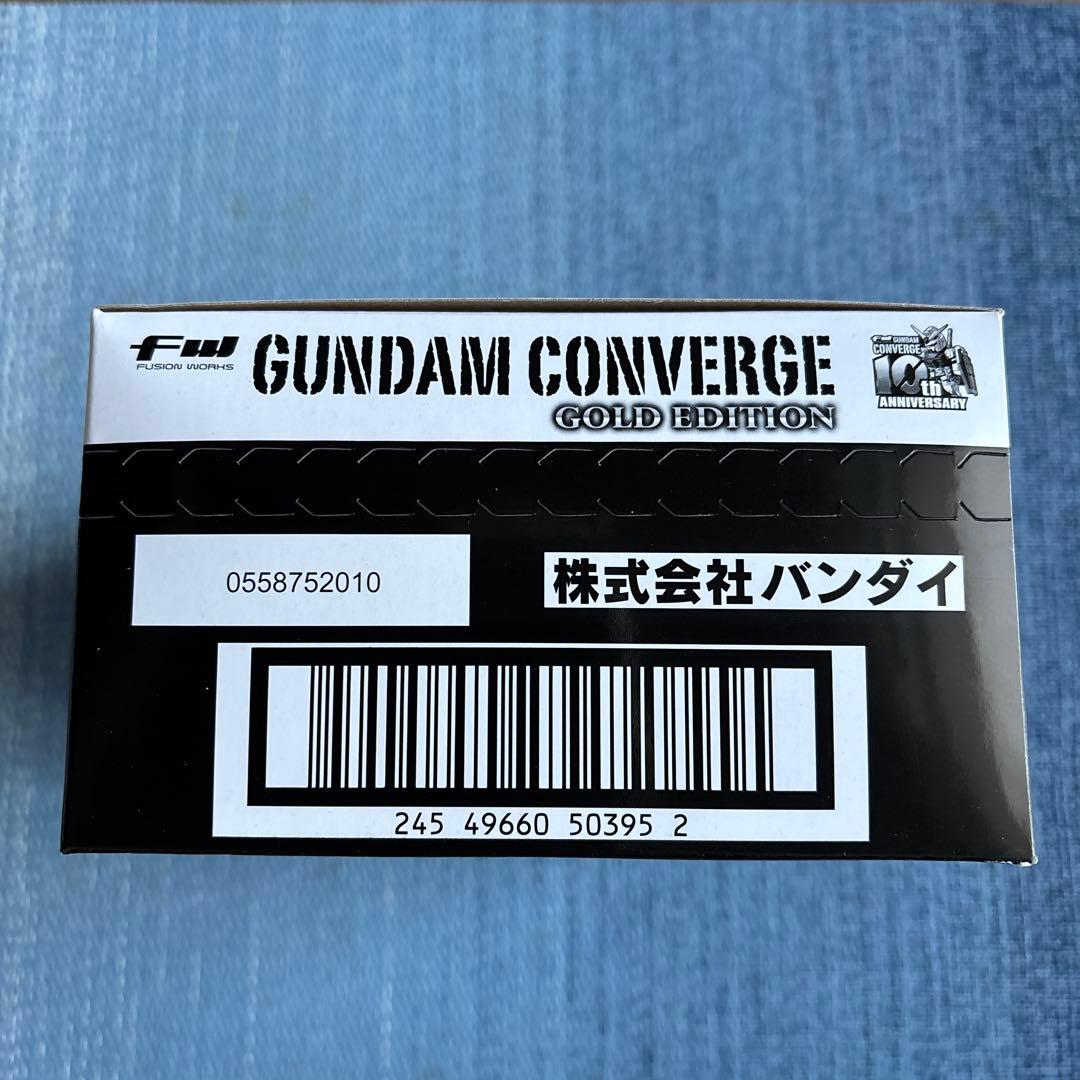 FW
FUSION WORKS
GUNDAM CONVERGE
GOLD EDITION
FW GUNDAM
CONVERGE
10th
ANNIVERSARY
0558752010
株式会社バンダイ
245 49660 50395 2